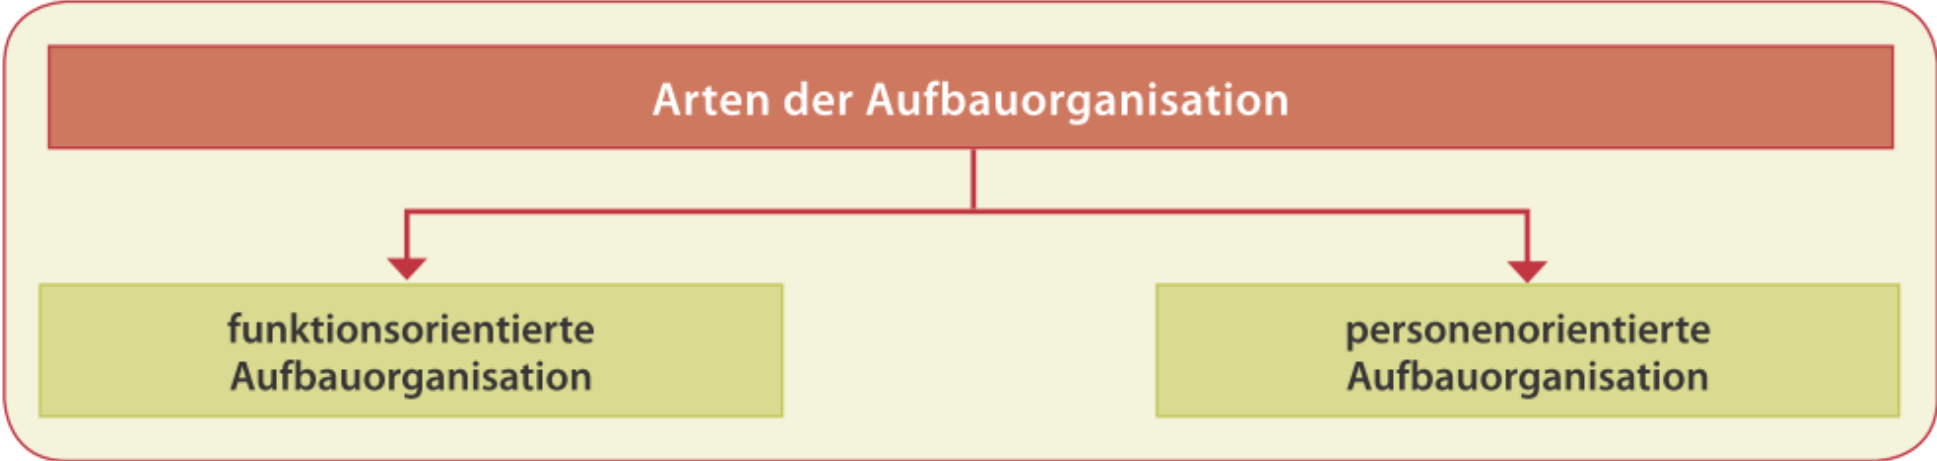 Arten der Aufbauorganisation
funktionsorientierte
Aufbauorganisation
personenorientierte
Aufbauorganisation